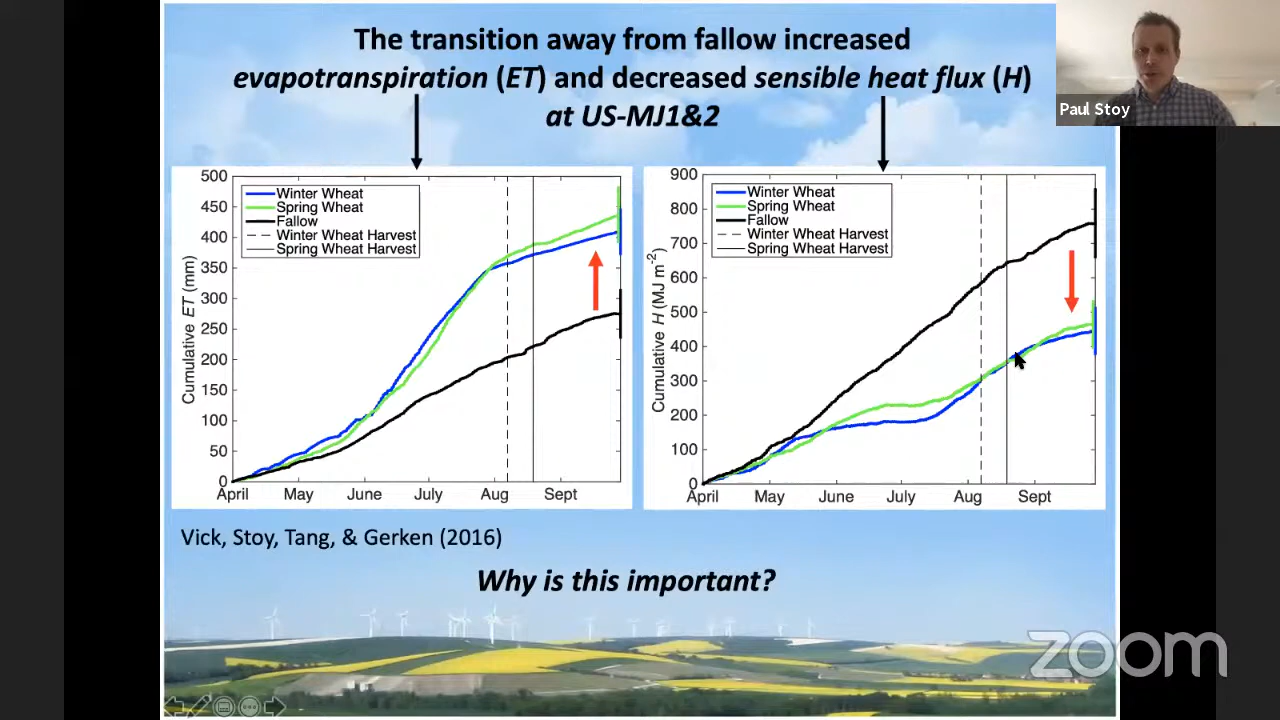 The transition away from fallow increased
evapotranspiration (ET) and decreased sensible heat flux (H)
at US-MJ1&2
Paul Stoy
500
450
400
350
300
250
200
150
100
50
0
Cumulative ET (mm)
Winter Wheat
Spring Wheat
Fallow
Winter Wheat Harvest
Spring Wheat Harvest
April May June July Aug Sept
900
800
700
600
500
400
300
200
100
0
Cumulative H (MJ m-2)
Winter Wheat
Spring Wheat
Fallow
Winter Wheat Harvest
Spring Wheat Harvest
April May June July Aug Sept
Vick, Stoy, Tang, & Gerken (2016)
Why is this important?
zoom